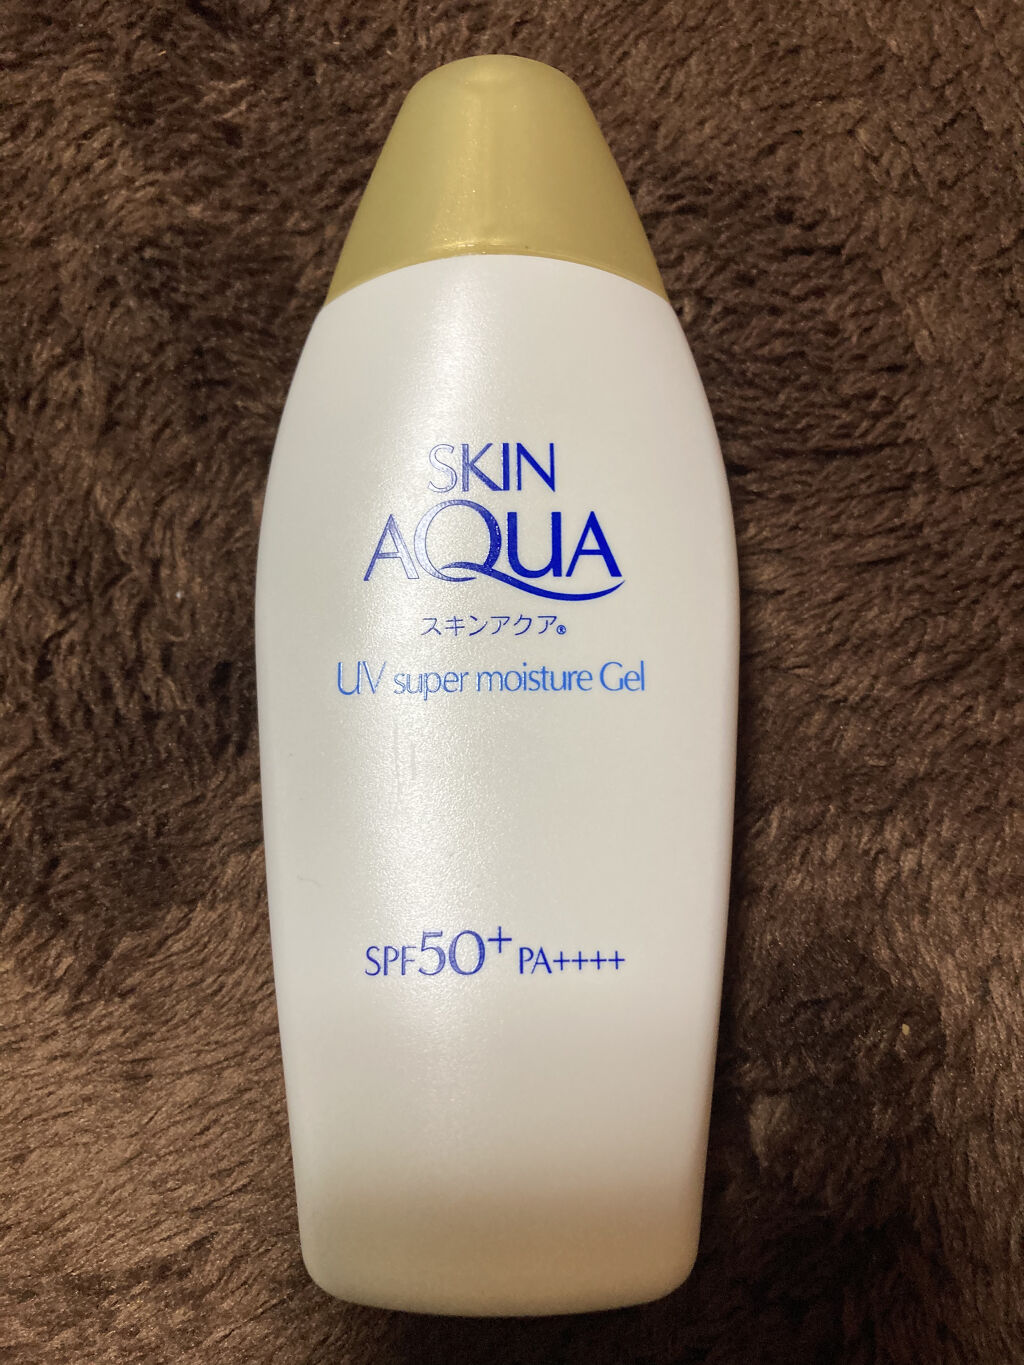 SKIN
AQUA
スキンアクア®
UV super moisture Gel
SPF50+ PA++++